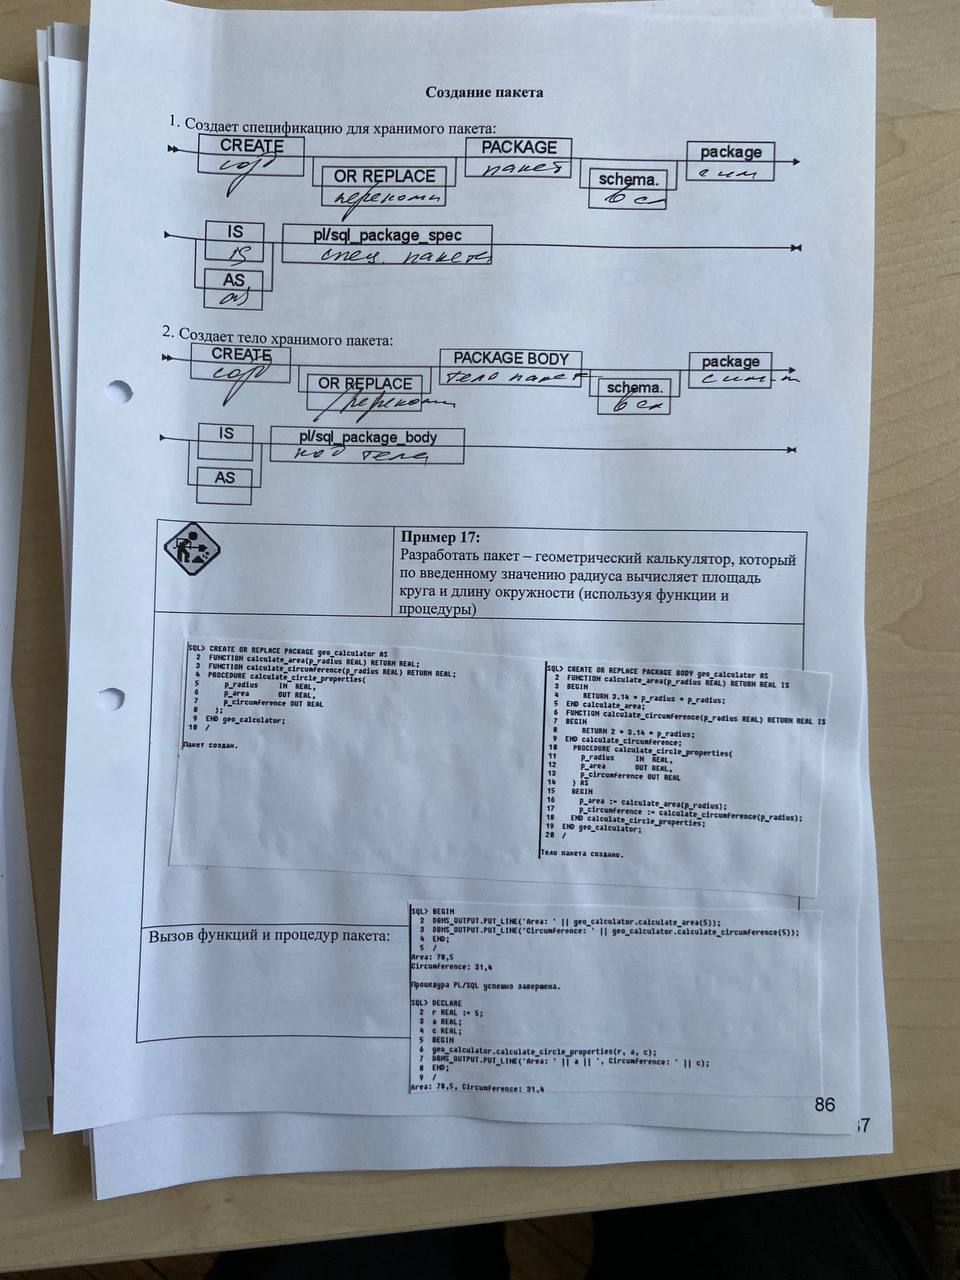 Создание пакета
1. Создает спецификацию для хранимого пакета:
CREATE OR REPLACE PACKAGE schema. package
пакет
IS pl/sql_package_spec
is спец. пакета
AS
as
2. Создает тело хранимого пакета:
CREATE OR REPLACE PACKAGE BODY schema. package
тело пакет
IS pl/sql_package_body
код тела
AS
Пример 17:
Разработать пакет – геометрический калькулятор, который
по введенному значению радиуса вычисляет площадь
круга и длину окружности (используя функции и
процедуры)
SQL> CREATE OR REPLACE PACKAGE geo_calculator AS
2 FUNCTION calculate_area(p_radius REAL) RETURN REAL;
3 FUNCTION calculate_circumference(p_radius REAL) RETURN REAL;
4 PROCEDURE calculate_circle_properties(
5 p_radius IN REAL,
6 p_area OUT REAL,
7 p_circumference OUT REAL
8 );
9 END geo_calculator;
10 /
Пакет создан.
SQL> CREATE OR REPLACE PACKAGE BODY geo_calculator AS
2 FUNCTION calculate_area(p_radius REAL) RETURN REAL IS
3 BEGIN
4 RETURN 3.14 * p_radius * p_radius;
5 END calculate_area;
6 FUNCTION calculate_circumference(p_radius REAL) RETURN REAL IS
7 BEGIN
8 RETURN 2 * 3.14 * p_radius;
9 END calculate_circumference;
10 PROCEDURE calculate_circle_properties(
11 p_radius IN REAL,
12 p_area OUT REAL,
13 p_circumference OUT REAL
14 ) AS
15 BEGIN
16 p_area := calculate_area(p_radius);
17 p_circumference := calculate_circumference(p_radius);
18 END calculate_circle_properties;
19 END geo_calculator;
20 /
Тело пакета создано.
Вызов функций и процедур пакета:
SQL> BEGIN
2 DBMS_OUTPUT.PUT_LINE('Area: ' || geo_calculator.calculate_area(5));
3 DBMS_OUTPUT.PUT_LINE('Circumference: ' || geo_calculator.calculate_circumference(5));
4 END;
5 /
Area: 78,5
Circumference: 31,4
Процедура PL/SQL успешно завершена.
SQL> DECLARE
2 r REAL := 5;
3 a REAL;
4 c REAL;
5 BEGIN
6 geo_calculator.calculate_circle_properties(r, a, c);
7 DBMS_OUTPUT.PUT_LINE('Area: ' || a || ', Circumference: ' || c);
8 END;
9 /
Area: 78,5, Circumference: 31,4
86